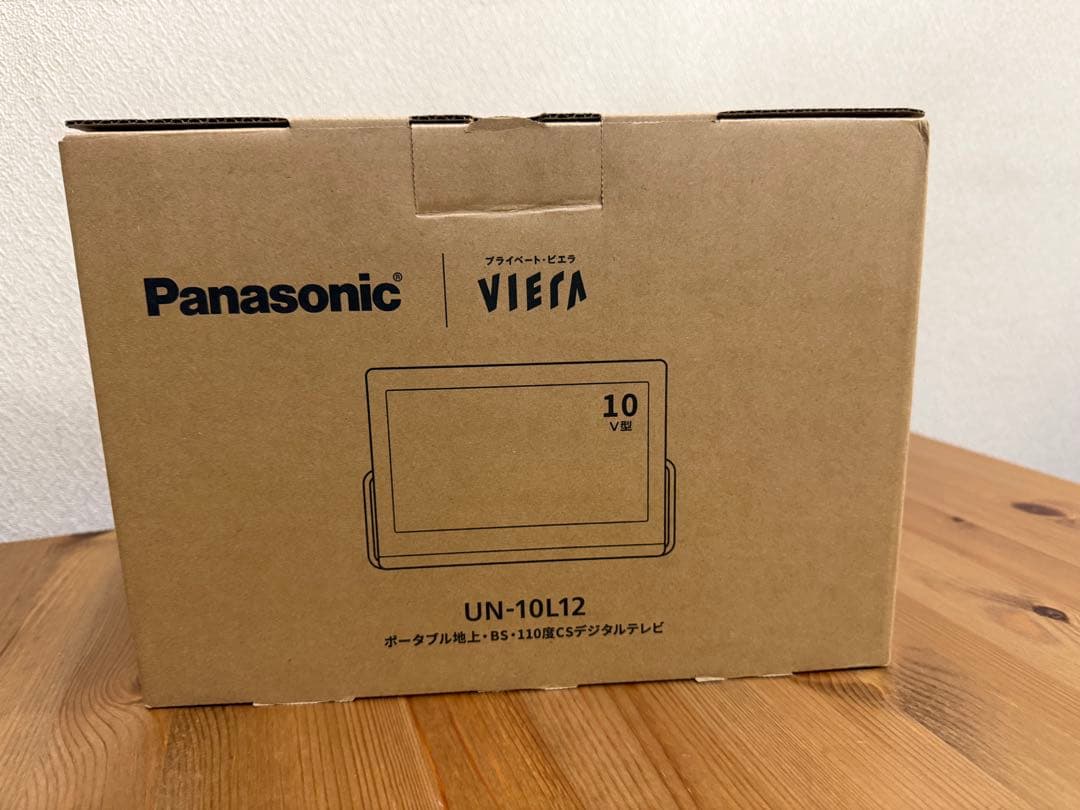 Panasonic®
プライベート・ビエラ
VIERA
10
V型
UN-10L12
ポータブル地上・BS・110度CSデジタルテレビ